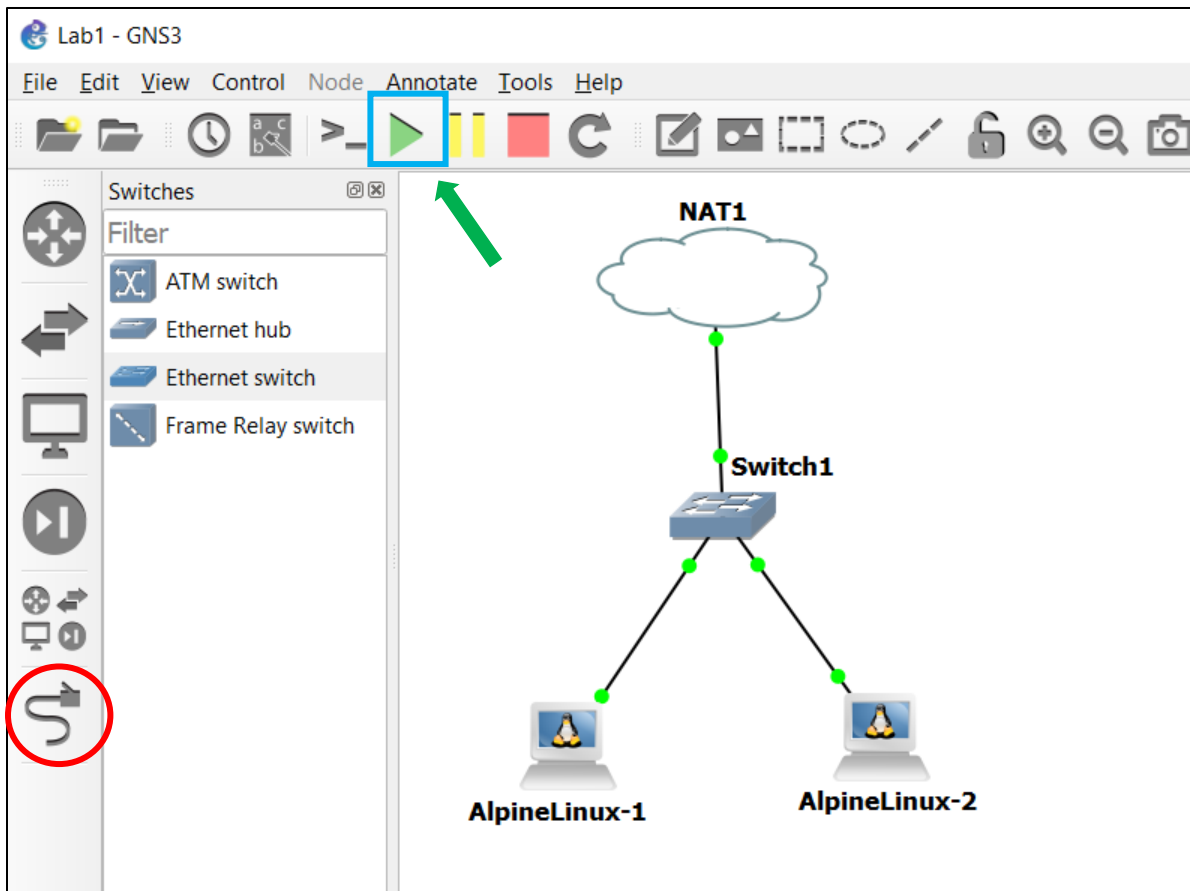 Lab1 - GNS3
File Edit View Control Node Annotate Tools Help
a c
b
>_
Switches
Filter
ATM switch
Ethernet hub
Ethernet switch
Frame Relay switch
NAT1
Switch1
AlpineLinux-1
AlpineLinux-2